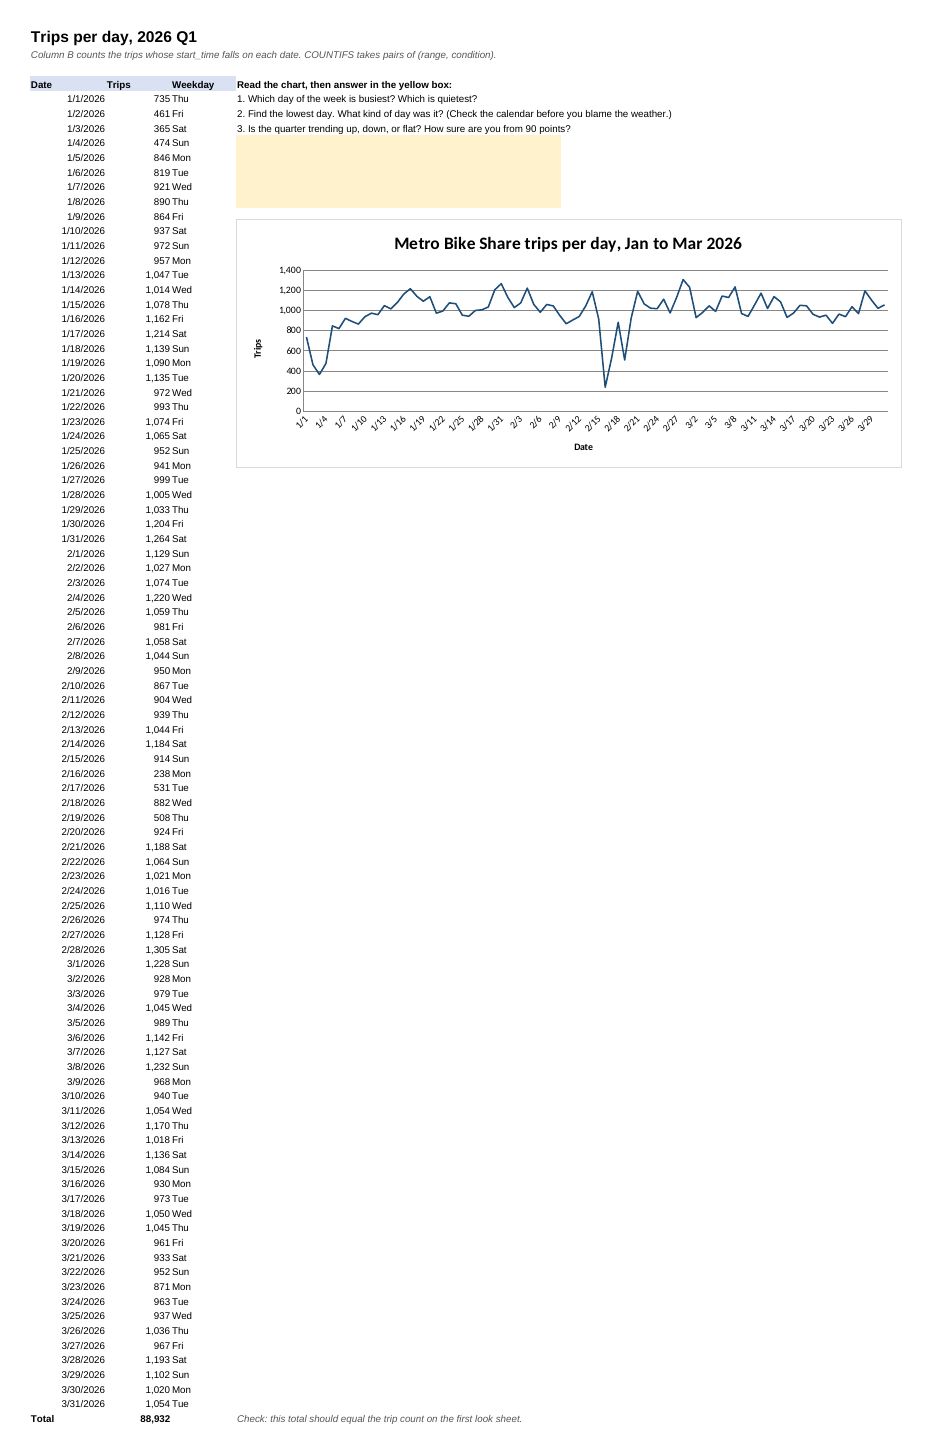 Trips per day, 2026 Q1
Column B counts the trips whose start_time falls on each date. COUNTIFS takes pairs of (range, condition).
Date Trips Weekday Read the chart, then answer in the yellow box:
1/1/2026 735 Thu 1. Which day of the week is busiest? Which is quietest?
1/2/2026 461 Fri 2. Find the lowest day. What kind of day was it? (Check the calendar before you blame the weather.)
1/3/2026 365 Sat 3. Is the quarter trending up, down, or flat? How sure are you from 90 points?
1/4/2026 474 Sun
1/5/2026 846 Mon
1/6/2026 819 Tue
1/7/2026 921 Wed
1/8/2026 890 Thu
1/9/2026 864 Fri
1/10/2026 937 Sat
1/11/2026 972 Sun
1/12/2026 957 Mon
1/13/2026 1,047 Tue
1/14/2026 1,014 Wed
1/15/2026 1,078 Thu
1/16/2026 1,162 Fri
1/17/2026 1,214 Sat
1/18/2026 1,139 Sun
1/19/2026 1,090 Mon
1/20/2026 1,135 Tue
1/21/2026 972 Wed
1/22/2026 993 Thu
1/23/2026 1,074 Fri
1/24/2026 1,065 Sat
1/25/2026 952 Sun
1/26/2026 941 Mon
1/27/2026 999 Tue
1/28/2026 1,005 Wed
1/29/2026 1,033 Thu
1/30/2026 1,204 Fri
1/31/2026 1,264 Sat
2/1/2026 1,129 Sun
2/2/2026 1,027 Mon
2/3/2026 1,074 Tue
2/4/2026 1,220 Wed
2/5/2026 1,059 Thu
2/6/2026 981 Fri
2/7/2026 1,058 Sat
2/8/2026 1,044 Sun
2/9/2026 950 Mon
2/10/2026 867 Tue
2/11/2026 904 Wed
2/12/2026 939 Thu
2/13/2026 1,044 Fri
2/14/2026 1,184 Sat
2/15/2026 914 Sun
2/16/2026 238 Mon
2/17/2026 531 Tue
2/18/2026 882 Wed
2/19/2026 508 Thu
2/20/2026 924 Fri
2/21/2026 1,188 Sat
2/22/2026 1,064 Sun
2/23/2026 1,021 Mon
2/24/2026 1,016 Tue
2/25/2026 1,110 Wed
2/26/2026 974 Thu
2/27/2026 1,128 Fri
2/28/2026 1,305 Sat
3/1/2026 1,228 Sun
3/2/2026 928 Mon
3/3/2026 979 Tue
3/4/2026 1,045 Wed
3/5/2026 989 Thu
3/6/2026 1,142 Fri
3/7/2026 1,127 Sat
3/8/2026 1,232 Sun
3/9/2026 968 Mon
3/10/2026 940 Tue
3/11/2026 1,054 Wed
3/12/2026 1,170 Thu
3/13/2026 1,018 Fri
3/14/2026 1,136 Sat
3/15/2026 1,084 Sun
3/16/2026 930 Mon
3/17/2026 973 Tue
3/18/2026 1,050 Wed
3/19/2026 1,045 Thu
3/20/2026 961 Fri
3/21/2026 933 Sat
3/22/2026 952 Sun
3/23/2026 871 Mon
3/24/2026 963 Tue
3/25/2026 937 Wed
3/26/2026 1,036 Thu
3/27/2026 967 Fri
3/28/2026 1,193 Sat
3/29/2026 1,102 Sun
3/30/2026 1,020 Mon
3/31/2026 1,054 Tue
Total 88,932 Check: this total should equal the trip count on the first look sheet.
Metro Bike Share trips per day, Jan to Mar 2026
1,400
1,200
1,000
800
600
400
200
0
Trips
1/1 1/4 1/7 1/10 1/13 1/16 1/19 1/22 1/25 1/28 1/31 2/3 2/6 2/9 2/12 2/15 2/18 2/21 2/24 2/27 3/2 3/5 3/8 3/11 3/14 3/17 3/20 3/23 3/26 3/29
Date